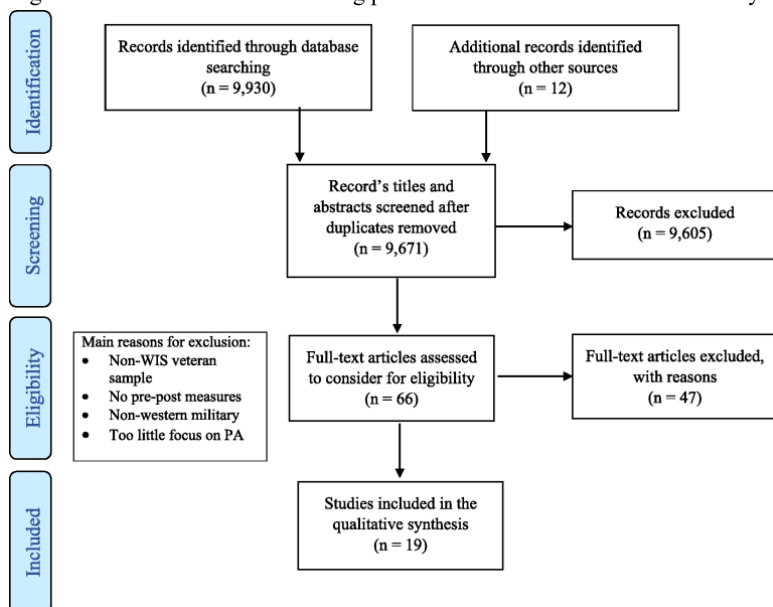 Identification
Records identified through database
searching
(n = 9,930)
Additional records identified
through other sources
(n = 12)
Screening
Record's titles and
abstracts screened after
duplicates removed
(n = 9,671)
Records excluded
(n = 9,605)
Eligibility
Main reasons for exclusion:
• Non-WIS veteran
sample
• No pre-post measures
• Non-western military
• Too little focus on PA
Full-text articles assessed
to consider for eligibility
(n = 66)
Full-text articles excluded,
with reasons
(n = 47)
Included
Studies included in the
qualitative synthesis
(n = 19)